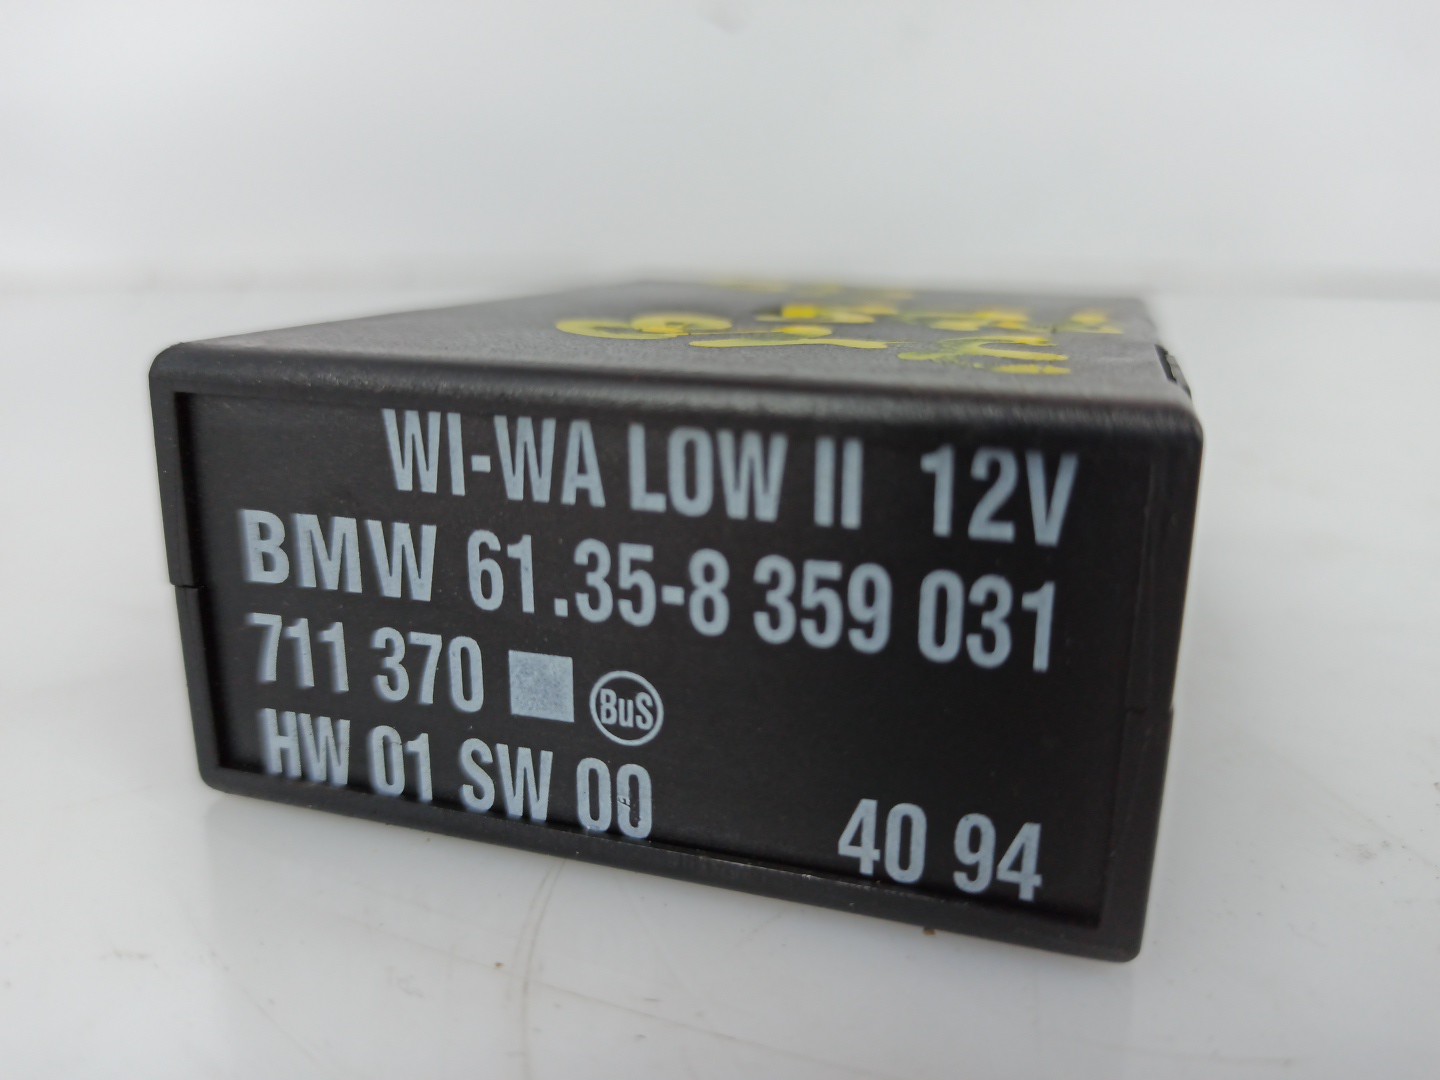 WI-WA LOW II 12V
BMW 61.35-8 359 031
711 370 BuS
HW 01 SW 00 40 94